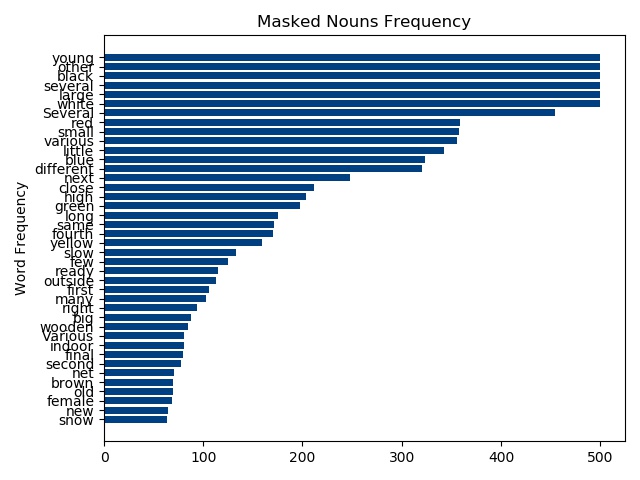 Masked Nouns Frequency
Word Frequency
young
other
black
several
large
white
Several
red
small
various
little
blue
different
next
close
high
green
long
same
fourth
yellow
slow
few
ready
outside
first
many
right
big
wooden
Various
indoor
final
second
net
brown
old
female
new
snow
0 100 200 300 400 500